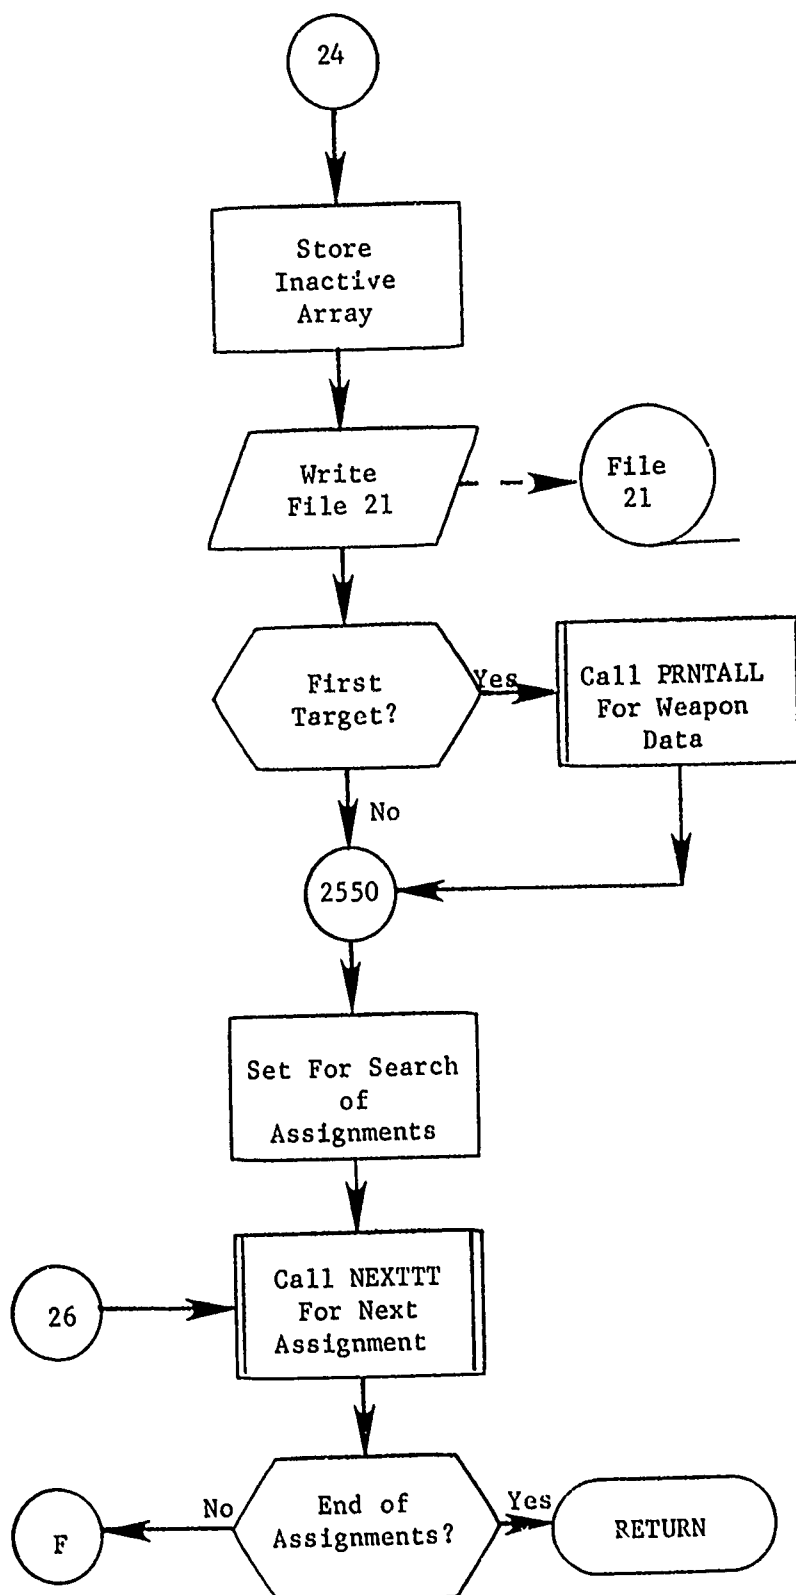 24
Store
Inactive
Array
Write
File 21
File
21
First
Target?
Yes
Call PRNTALL
For Weapon
Data
No
2550
Set For Search
of
Assignments
26
Call NEXTTT
For Next
Assignment
F
No
End of
Assignments?
Yes
RETURN